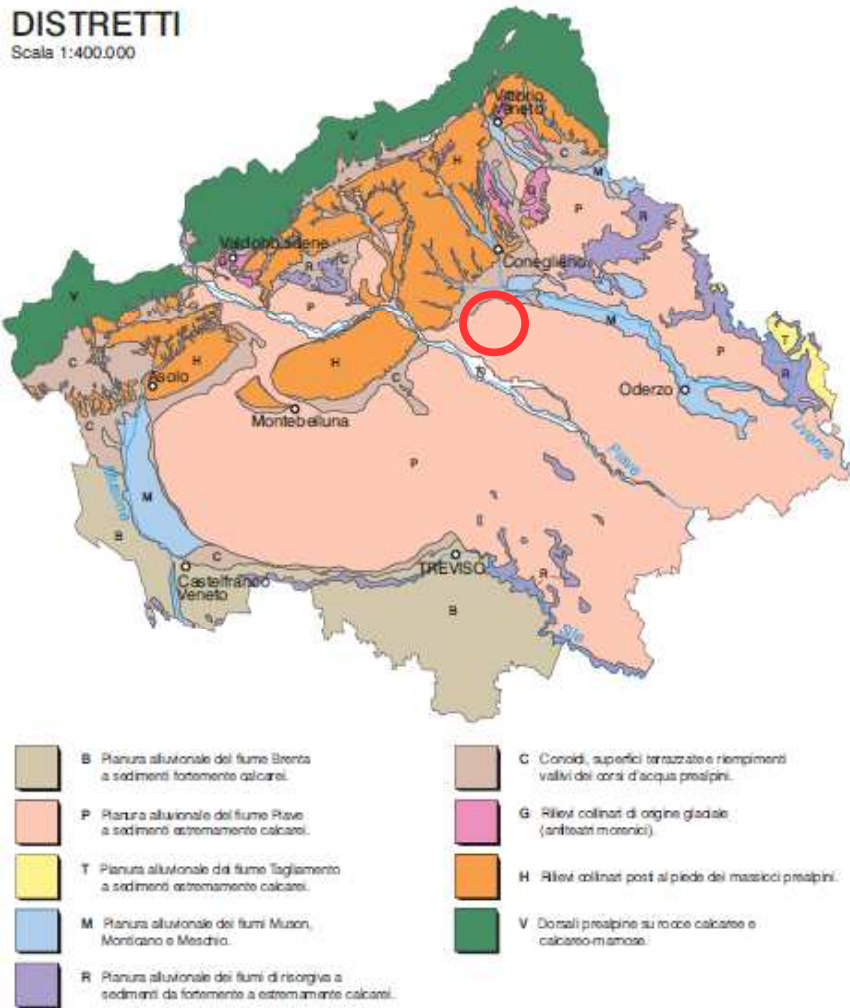 DISTRETTI
Scala 1:400.000
Vittorio
Veneto
V
H
C
M
G
P
R
Valdobbiadene
G
R
C
Conegliano
P
V
M
H
C
H
C
P
T
R
Asolo
Oderzo
Montebelluna
C
Livenza
P
Piave
Musone
M
B
C
TREVISO
Castelfranco
Veneto
R
B
Sile
B Pianura alluvionale del fiume Brenta
a sedimenti fortemente calcarei.
P Pianura alluvionale del fiume Piave
a sedimenti estremamente calcarei.
T Pianura alluvionale del fiume Tagliamento
a sedimenti estremamente calcarei.
M Pianura alluvionale dei fiumi Muson,
Monticano e Meschio.
R Pianura alluvionale dei fiumi di risorgiva a
sedimenti da fortemente a estremamente calcarei.
C Conoidi, superfici terrazzate e riempimenti
vallivi dei corsi d'acqua prealpini.
G Rilievi collinari di origine glaciale
(anfiteatri morenici).
H Rilievi collinari posti al piede dei massicci prealpini.
V Dorsali prealpine su rocce calcaree e
calcareo-marnose.